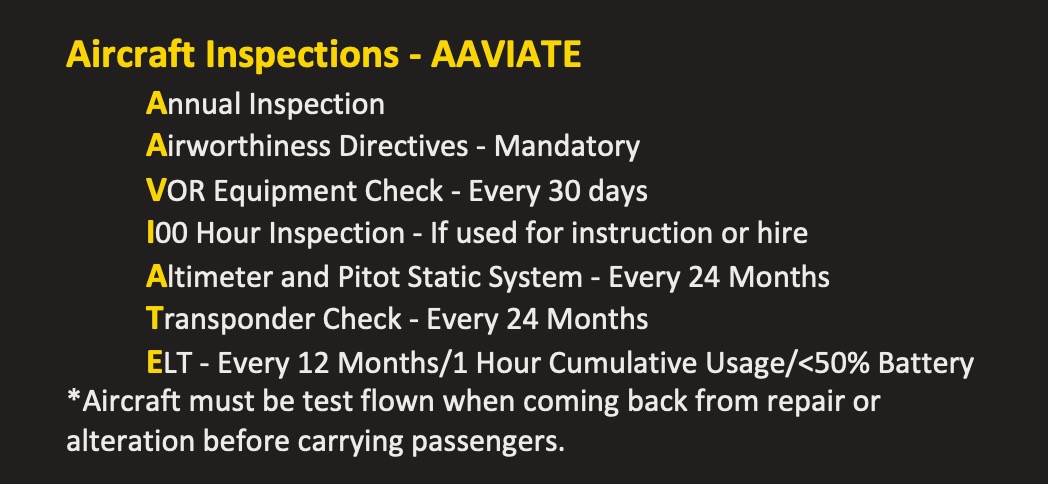 Aircraft Inspections - AAVIATE
Annual Inspection
Airworthiness Directives - Mandatory
VOR Equipment Check - Every 30 days
I00 Hour Inspection - If used for instruction or hire
Altimeter and Pitot Static System - Every 24 Months
Transponder Check - Every 24 Months
ELT - Every 12 Months/1 Hour Cumulative Usage/<50% Battery
*Aircraft must be test flown when coming back from repair or
alteration before carrying passengers.